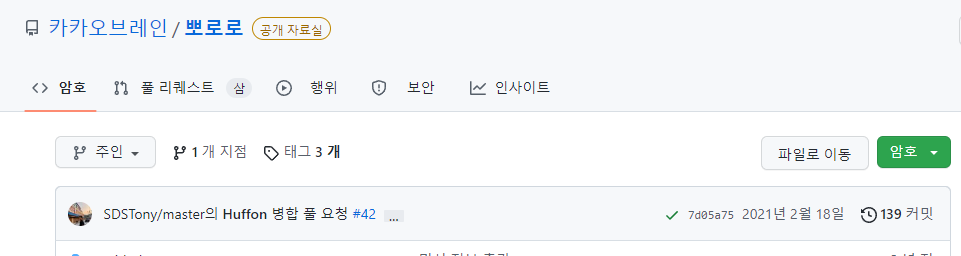 카카오브레인 / 뽀로로 공개 자료실
암호 풀 리퀘스트 삼 행위 보안 인사이트
주인 1 개 지점 태그 3 개 파일로 이동 암호
SDSTony/master의 Huffon 병합 풀 요청 #42 ... 7d05a75 2021년 2월 18일 139 커밋